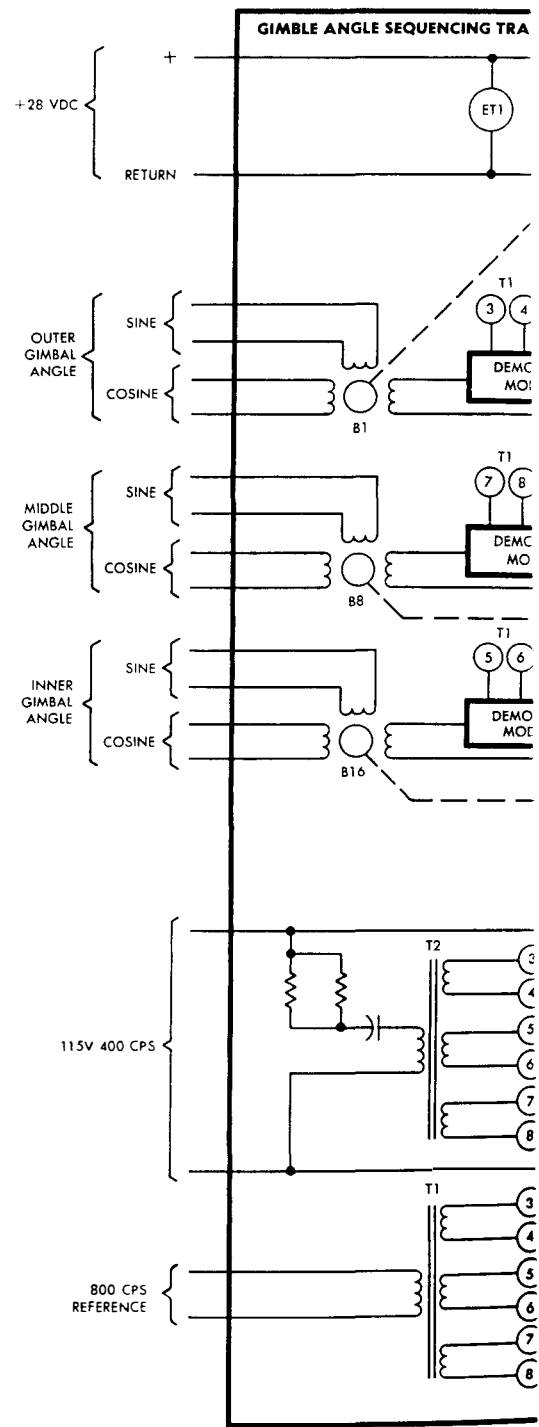 GIMBLE ANGLE SEQUENCING TRA
+
+28 VDC
ET1
RETURN
T1
3 4
SINE
OUTER
GIMBAL
ANGLE
DEMO
MOD
COSINE
B1
T1
7 8
SINE
MIDDLE
GIMBAL
ANGLE
DEMO
MO
COSINE
B8
T1
5 6
SINE
INNER
GIMBAL
ANGLE
DEMO
MOD
COSINE
B16
T2
3
4
5
115V 400 CPS
6
7
8
T1
3
4
5
800 CPS
REFERENCE
6
7
8